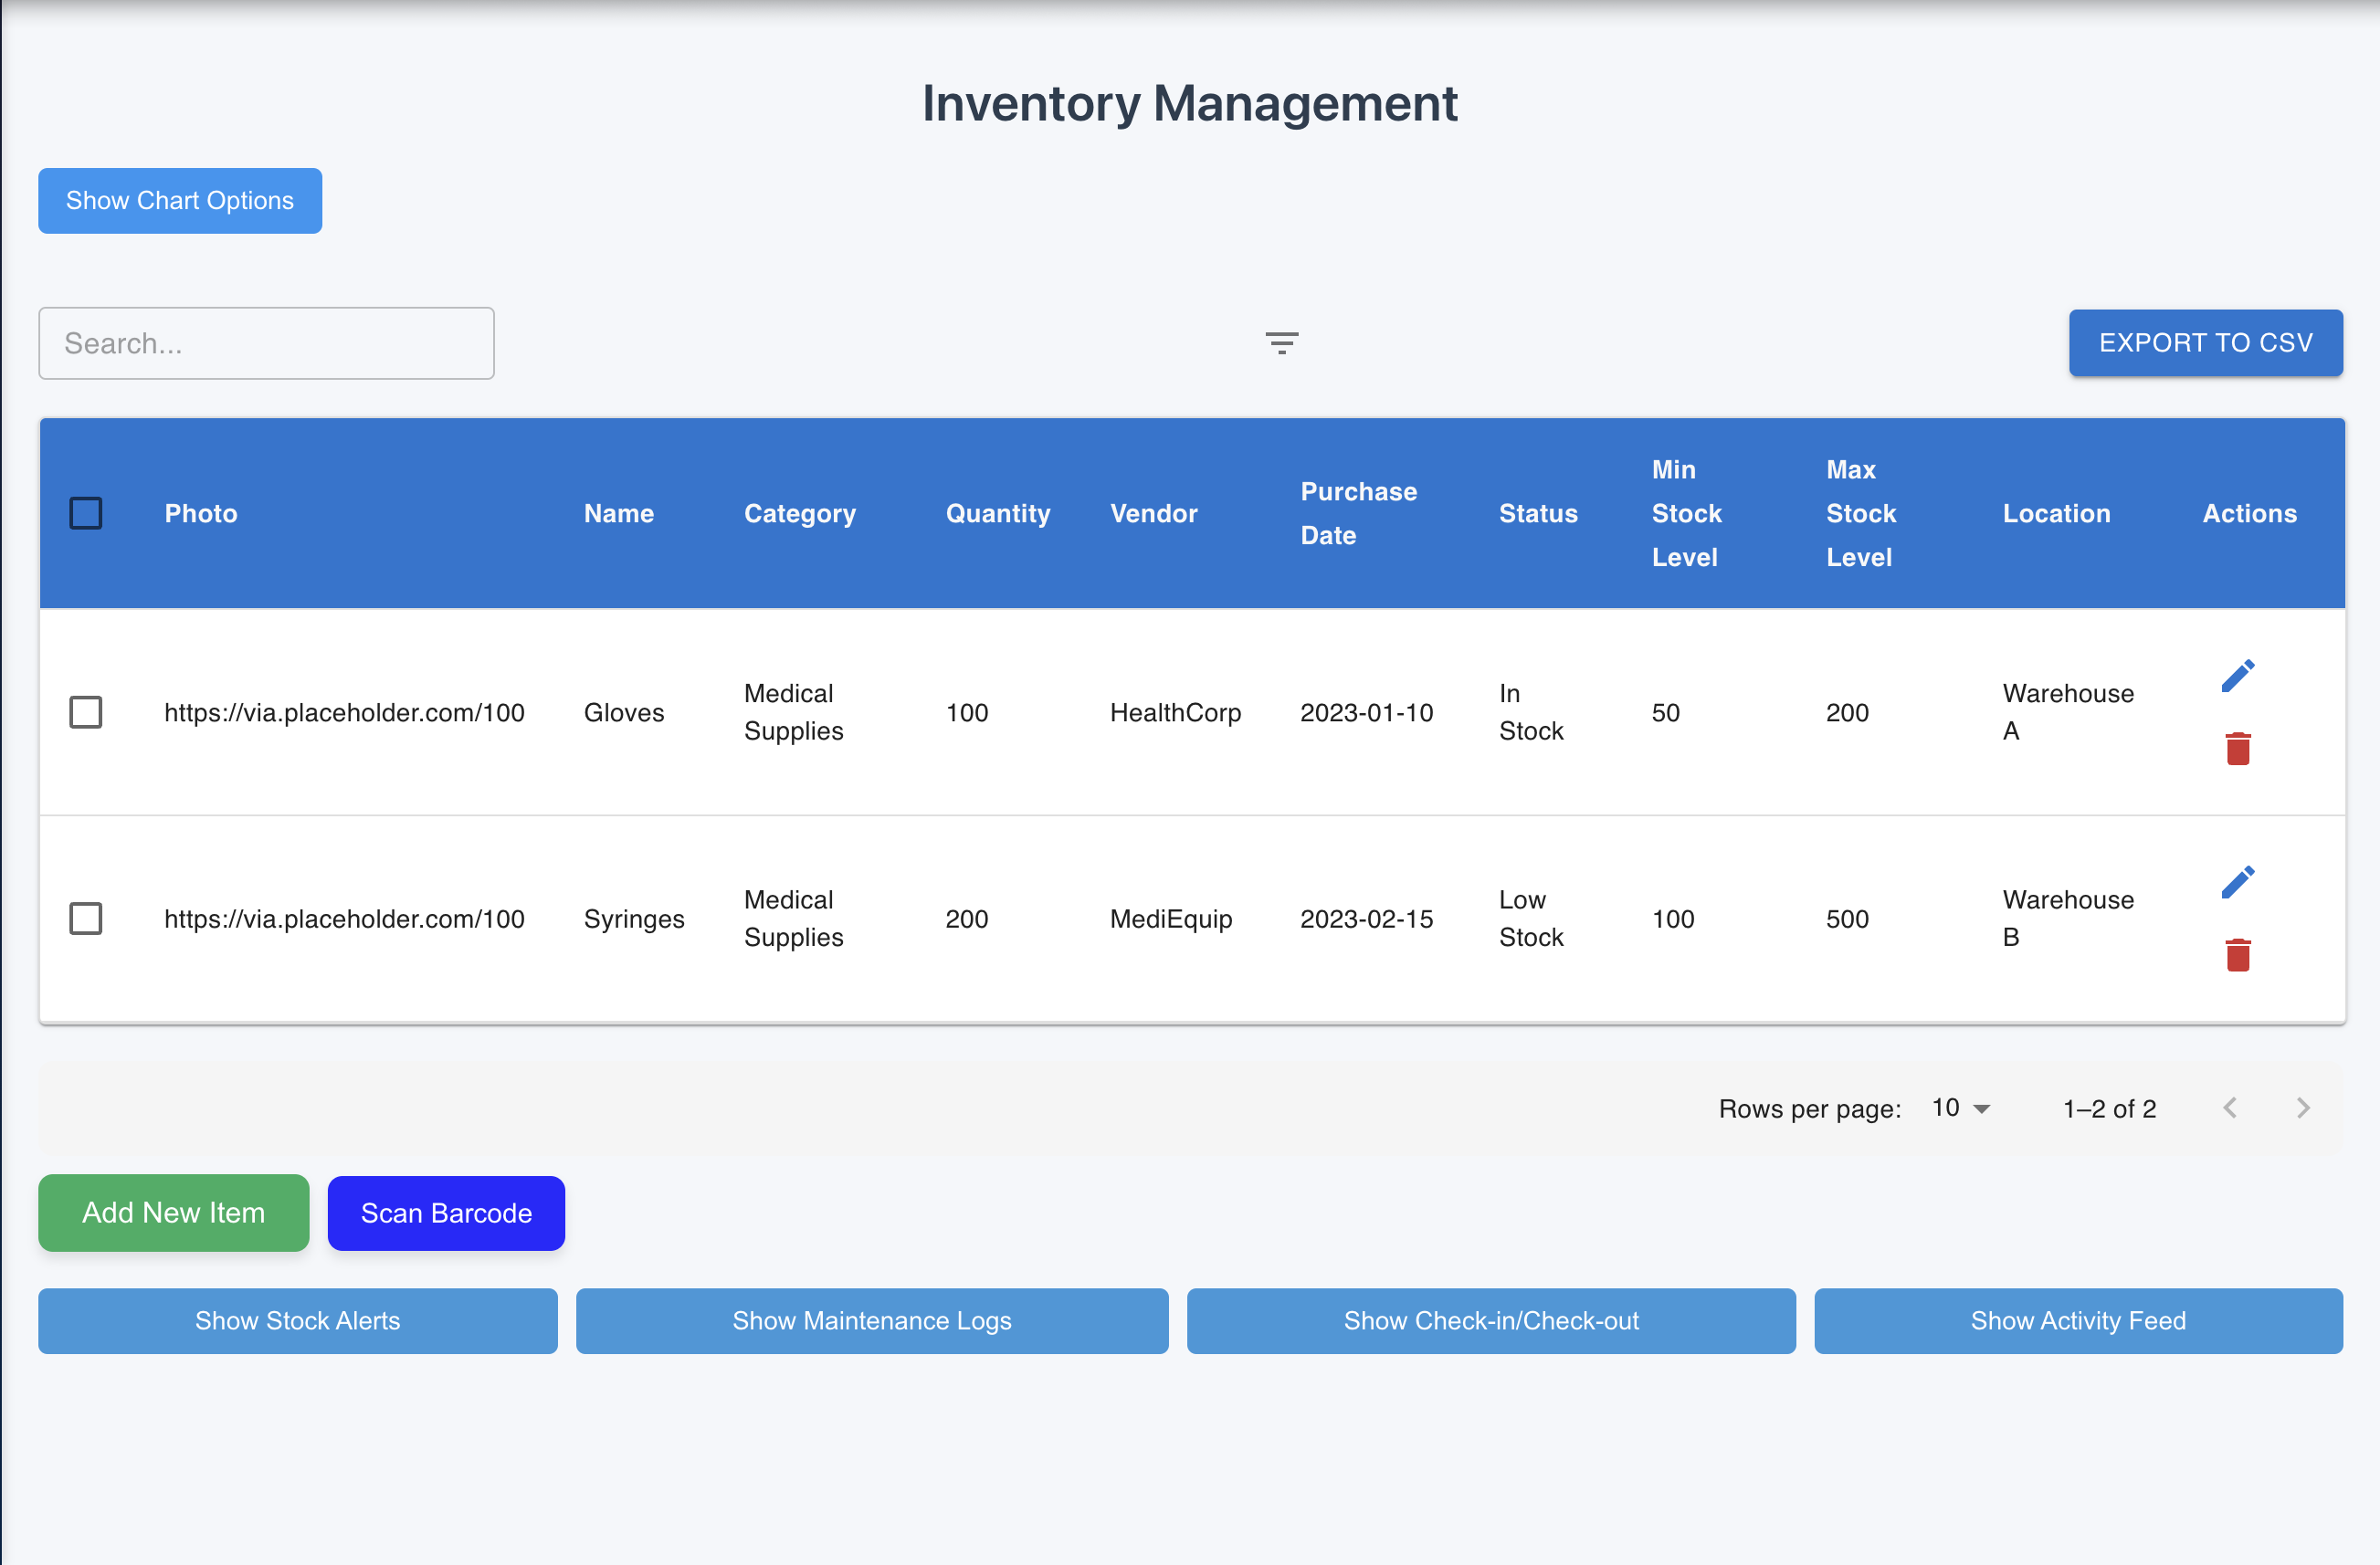 Inventory Management
Show Chart Options
Search...
EXPORT TO CSV
Photo
Name
Category
Quantity
Vendor
Purchase
Date
Status
Min
Stock
Level
Max
Stock
Level
Location
Actions
https://via.placeholder.com/100
Gloves
Medical
Supplies
100
HealthCorp
2023-01-10
In
Stock
50
200
Warehouse
A
https://via.placeholder.com/100
Syringes
Medical
Supplies
200
MediEquip
2023-02-15
Low
Stock
100
500
Warehouse
B
Rows per page: 10 1–2 of 2
Add New Item
Scan Barcode
Show Stock Alerts
Show Maintenance Logs
Show Check-in/Check-out
Show Activity Feed